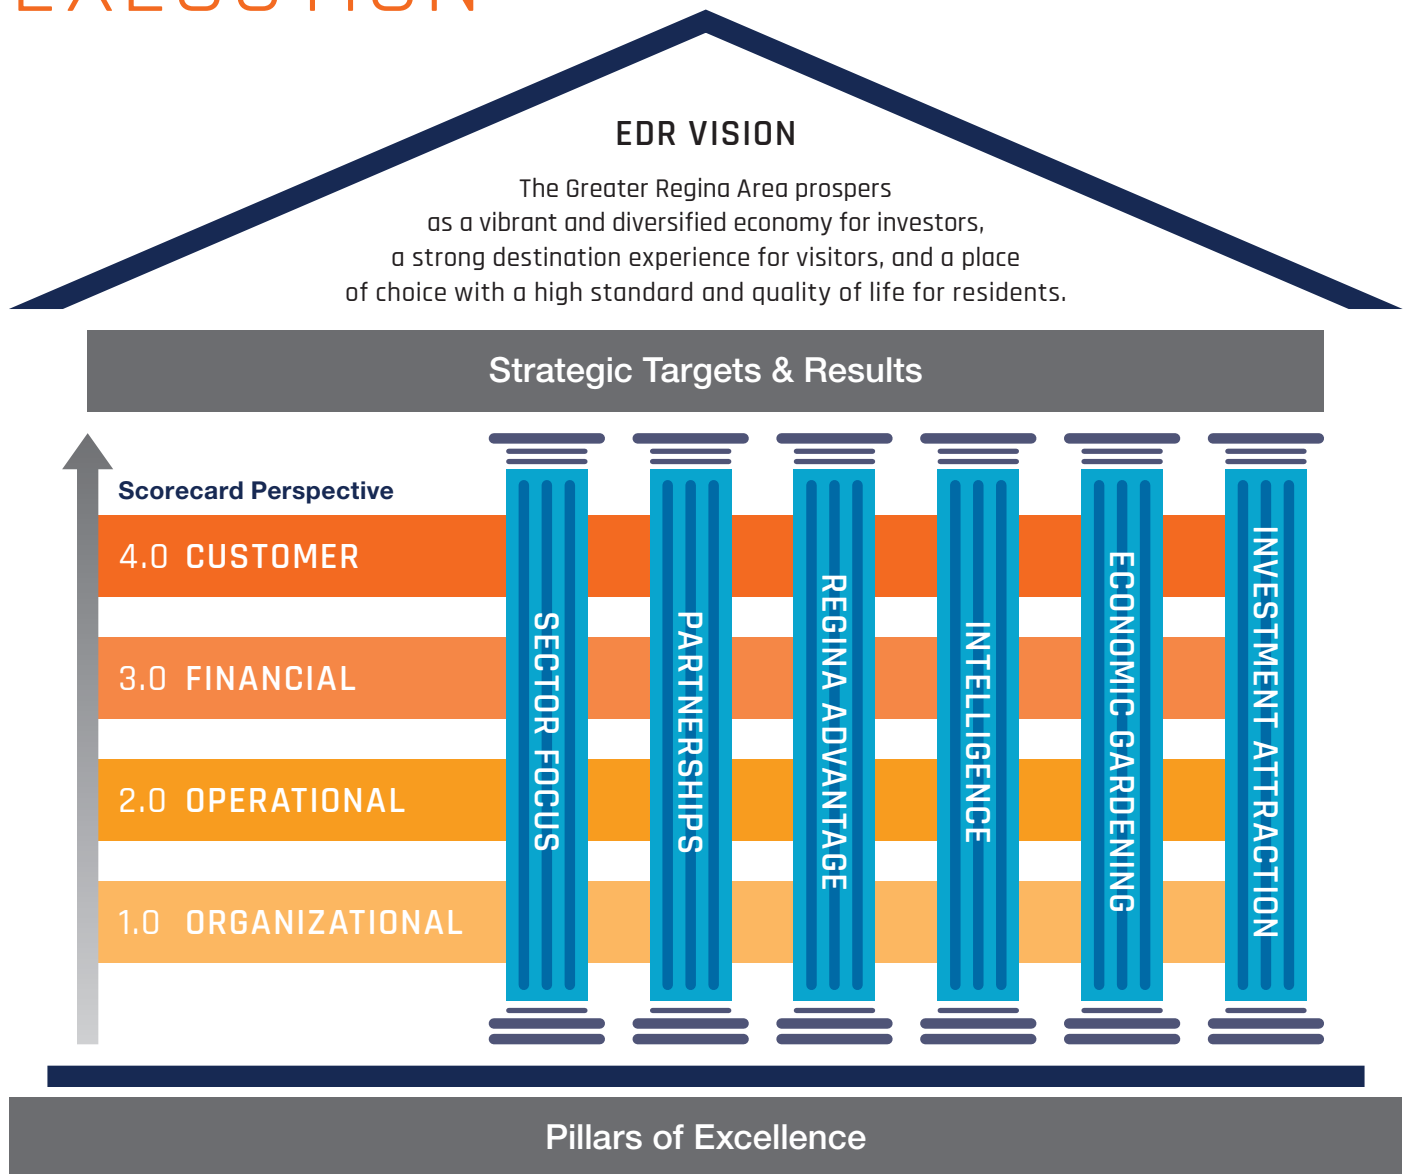 EXECUTION
EDR VISION
The Greater Regina Area prospers
as a vibrant and diversified economy for investors,
a strong destination experience for visitors, and a place
of choice with a high standard and quality of life for residents.
Strategic Targets & Results
Scorecard Perspective
4.0 CUSTOMER
3.0 FINANCIAL
2.0 OPERATIONAL
1.0 ORGANIZATIONAL
SECTOR FOCUS
PARTNERSHIPS
REGINA ADVANTAGE
INTELLIGENCE
ECONOMIC GARDENING
INVESTMENT ATTRACTION
Pillars of Excellence